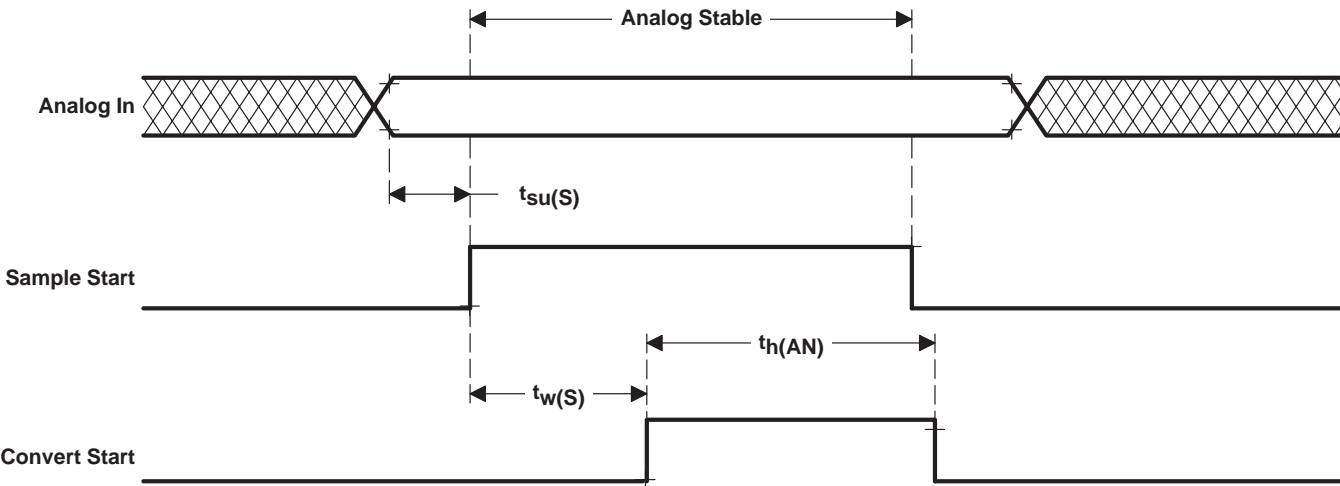 Analog Stable
Analog In
tsu(S)
Sample Start
th(AN)
tw(S)
Convert Start